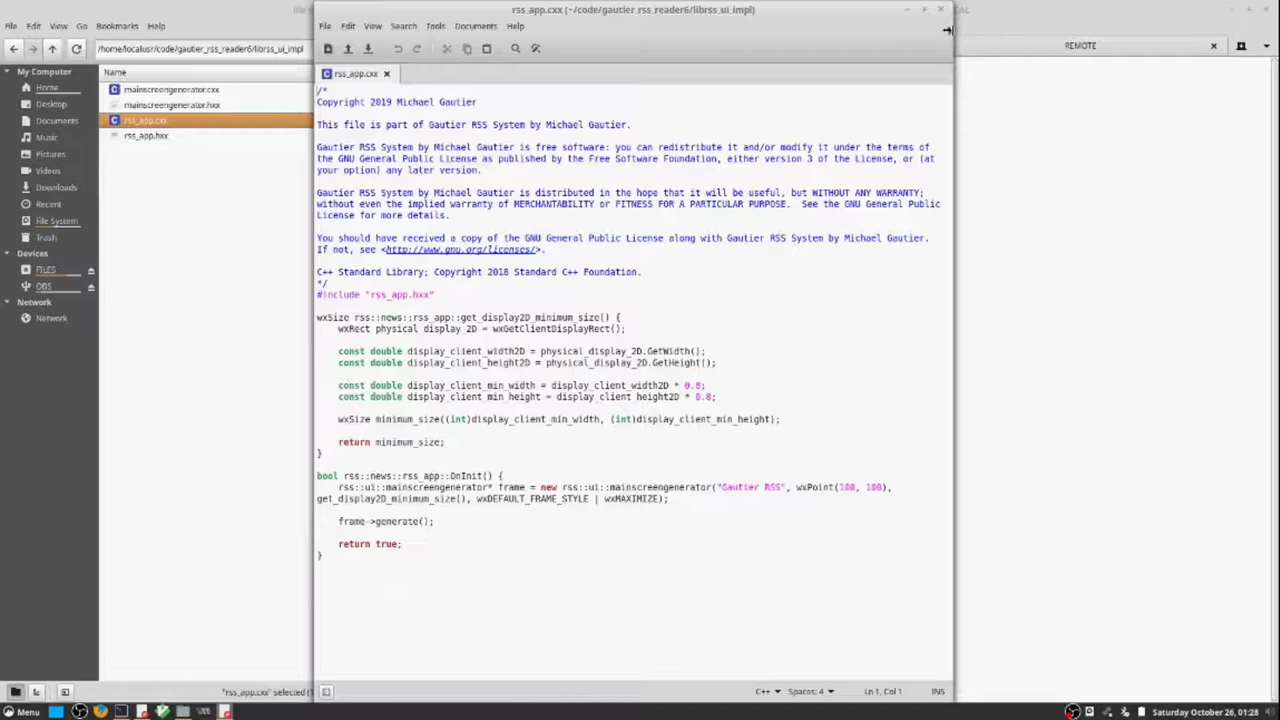 rss_app.cxx (~/code/gautier_rss_reader6/librss_ui_impl)
File Edit View Go Bookmarks Help
File Edit View Search Tools Documents Help
/home/localusr/code/gautier_rss_reader6/librss_ui_impl
REMOTE
My Computer
Home
Desktop
Documents
Music
Pictures
Videos
Downloads
Recent
File System
Trash
Devices
FILES
OBS
Network
Network
Name
mainscreengenerator.cxx
mainscreengenerator.hxx
rss_app.cxx
rss_app.hxx
rss_app.cxx
/*
Copyright 2019 Michael Gautier
This file is part of Gautier RSS System by Michael Gautier.
Gautier RSS System by Michael Gautier is free software: you can redistribute it and/or modify it under the terms of
the GNU General Public License as published by the Free Software Foundation, either version 3 of the License, or (at
your option) any later version.
Gautier RSS System by Michael Gautier is distributed in the hope that it will be useful, but WITHOUT ANY WARRANTY;
without even the implied warranty of MERCHANTABILITY or FITNESS FOR A PARTICULAR PURPOSE.  See the GNU General Public
License for more details.
You should have received a copy of the GNU General Public License along with Gautier RSS System by Michael Gautier.
If not, see <http://www.gnu.org/licenses/>.
C++ Standard Library; Copyright 2018 Standard C++ Foundation.
*/
#include "rss_app.hxx"
wxSize rss::news::rss_app::get_display2D_minimum_size() {
wxRect physical_display_2D = wxGetClientDisplayRect();
const double display_client_width2D = physical_display_2D.GetWidth();
const double display_client_height2D = physical_display_2D.GetHeight();
const double display_client_min_width = display_client_width2D * 0.8;
const double display_client_min_height = display_client_height2D * 0.8;
wxSize minimum_size((int)display_client_min_width, (int)display_client_min_height);
return minimum_size;
}
bool rss::news::rss_app::OnInit() {
rss::ui::mainscreengenerator* frame = new rss::ui::mainscreengenerator("Gautier RSS", wxPoint(100, 100),
get_display2D_minimum_size(), wxDEFAULT_FRAME_STYLE | wxMAXIMIZE);
frame->generate();
return true;
}
"rss_app.cxx" selected (
C++ Spaces: 4 Ln 1, Col 1 INS
Menu
Saturday October 26, 01:28